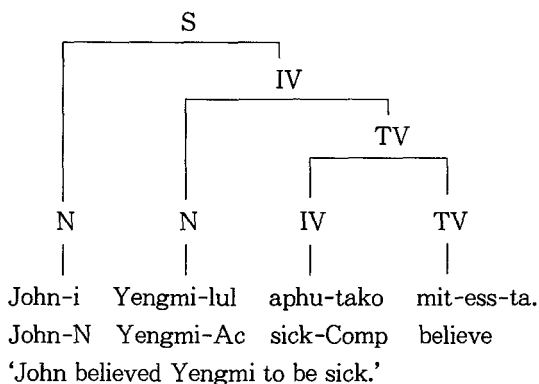 S
IV
TV
N N IV TV
John-i Yengmi-lul aphu-tako mit-ess-ta.
John-N Yengmi-Ac sick-Comp believe
'John believed Yengmi to be sick.'